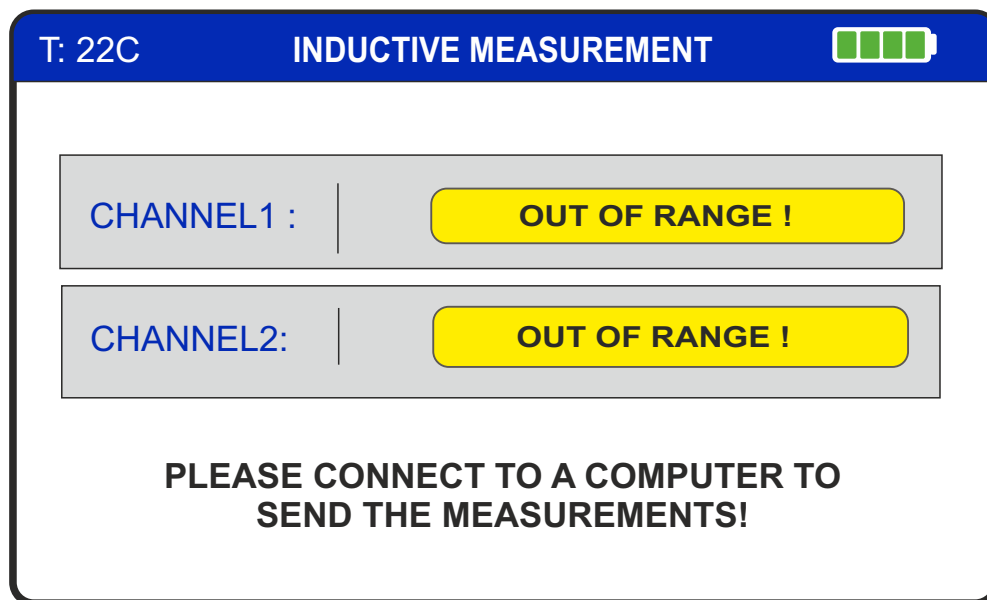 T: 22C
INDUCTIVE MEASUREMENT
CHANNEL1 :
OUT OF RANGE !
CHANNEL2:
OUT OF RANGE !
PLEASE CONNECT TO A COMPUTER TO
SEND THE MEASUREMENTS!